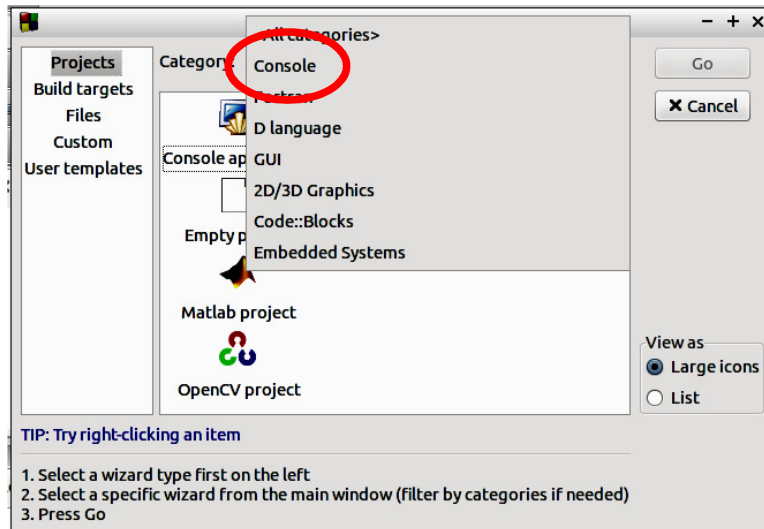 <All categories>
Projects
Category:
Console
Go
Build targets
Fortran
Cancel
Files
D language
Custom
Console ap
GUI
User templates
2D/3D Graphics
Code::Blocks
Empty p
Embedded Systems
Matlab project
View as
Large icons
OpenCV project
List
TIP: Try right-clicking an item
1. Select a wizard type first on the left
2. Select a specific wizard from the main window (filter by categories if needed)
3. Press Go